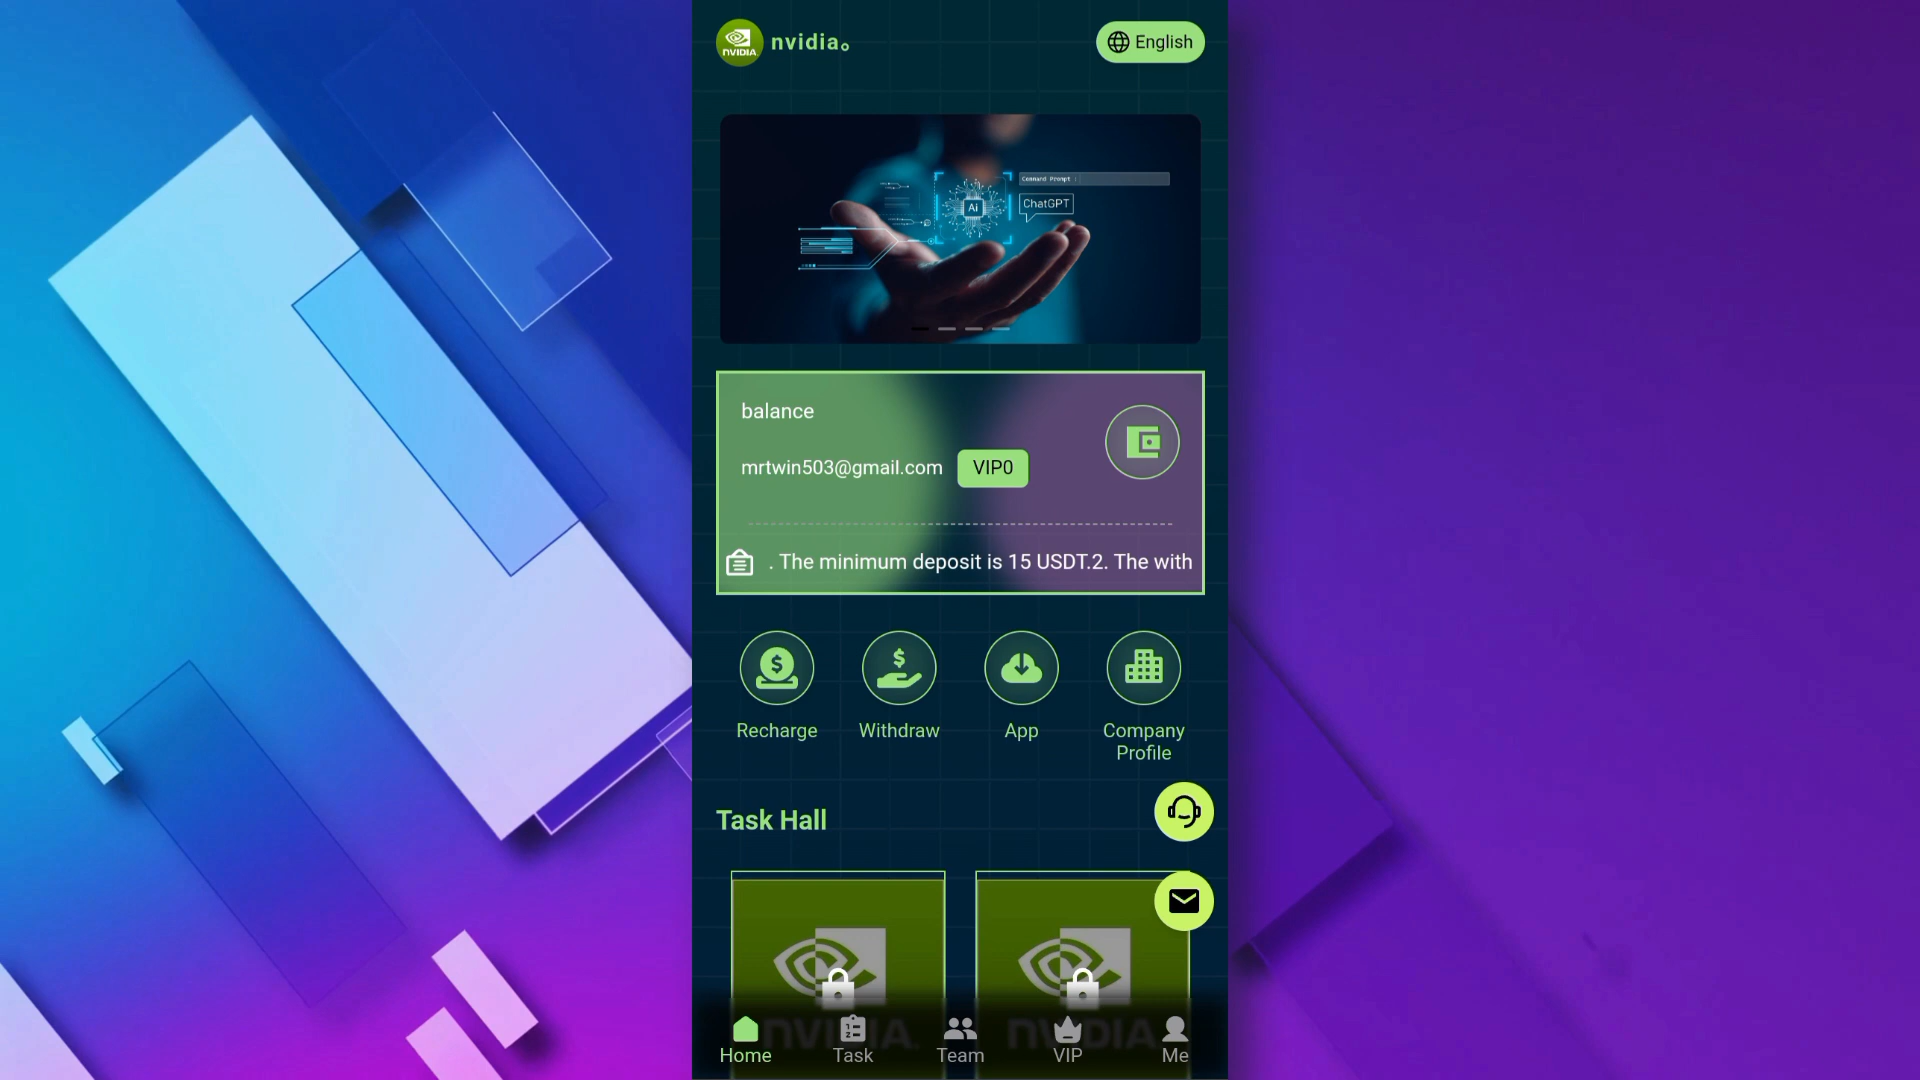 nvidia。
English
NVIDIA
Command Prompt :
Ai
ChatGPT
balance
mrtwin503@gmail.com VIP0
. The minimum deposit is 15 USDT.2. The with
Recharge Withdraw App Company Profile
Task Hall
NVIDIA. NVIDIA.
Home Task Team VIP Me